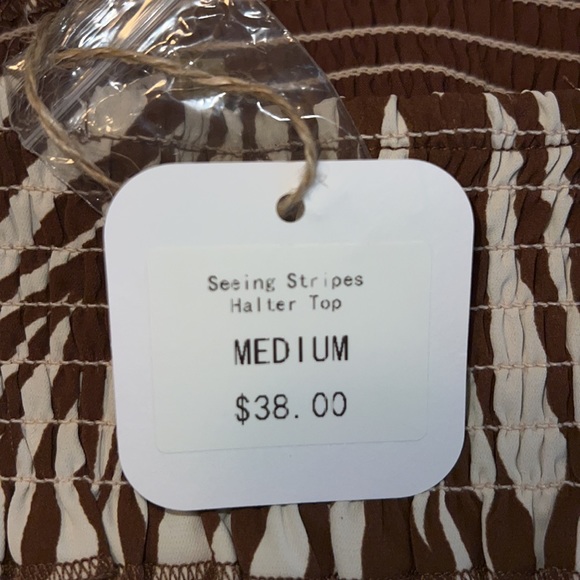 Seeing Stripes
Halter Top
MEDIUM
$38.00